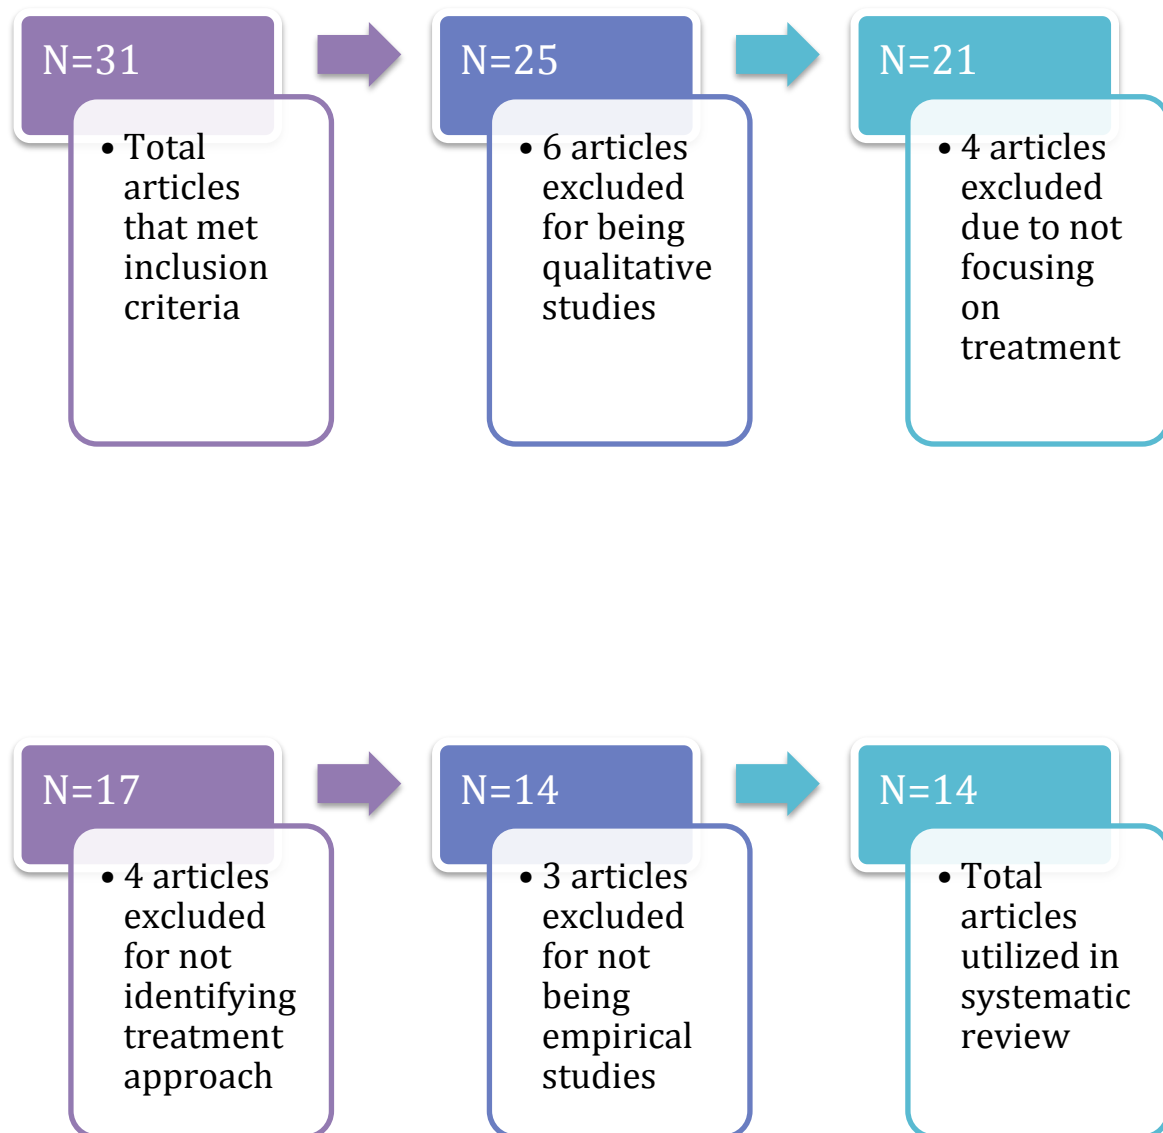 N=31
• Total
articles
that met
inclusion
criteria
N=25
• 6 articles
excluded
for being
qualitative
studies
N=21
• 4 articles
excluded
due to not
focusing
on
treatment
N=17
• 4 articles
excluded
for not
identifying
treatment
approach
N=14
• 3 articles
excluded
for not
being
empirical
studies
N=14
• Total
articles
utilized in
systematic
review